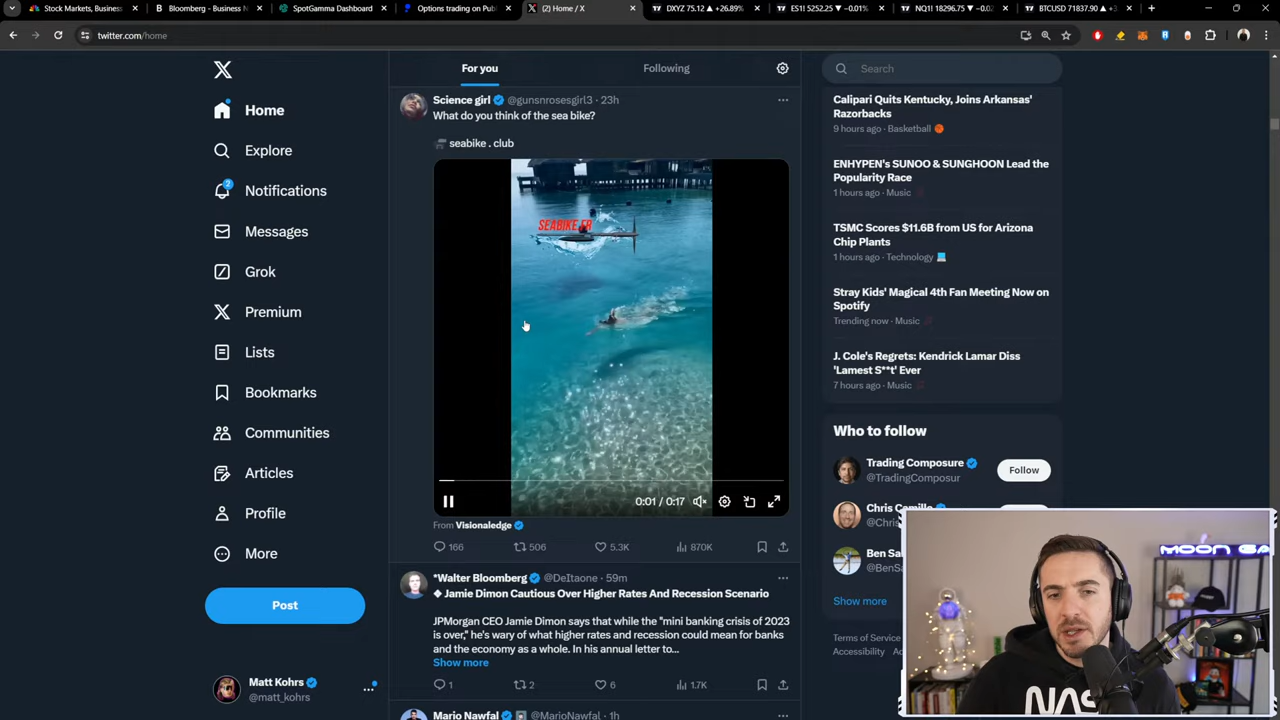 Stock Markets, Business
Bloomberg - Business N
SpotGamma Dashboard
Options trading on Publ
(2) Home / X
DXYZ 75.12 ▲ +26.89%
ES1! 5252.25 ▼ −0.01%
NQ1! 18296.75 ▼ −0.0
BTCUSD 71837.90 ▲ +3
twitter.com/home
Home
Explore
2
Notifications
Messages
Grok
Premium
Lists
Bookmarks
Communities
Articles
Profile
More
Post
Matt Kohrs
@matt_kohrs
For you
Following
Science girl @gunsnrosesgirl3 · 23h
What do you think of the sea bike?
seabike . club
SEABIKE.FR
0:01 / 0:17
From Visionaledge
166 506 5.3K 870K
*Walter Bloomberg @DeItaone · 59m
◆ Jamie Dimon Cautious Over Higher Rates And Recession Scenario
JPMorgan CEO Jamie Dimon says that while the "mini banking crisis of 2023
is over," he's wary of what higher rates and recession could mean for banks
and the economy as a whole. In his annual letter to...
Show more
1 2 6 1.7K
Mario Nawfal @MarioNawfal · 1h
Search
Calipari Quits Kentucky, Joins Arkansas'
Razorbacks
9 hours ago · Basketball
ENHYPEN's SUNOO & SUNGHOON Lead the
Popularity Race
1 hours ago · Music
TSMC Scores $11.6B from US for Arizona
Chip Plants
1 hours ago · Technology
Stray Kids' Magical 4th Fan Meeting Now on
Spotify
Trending now · Music
J. Cole's Regrets: Kendrick Lamar Diss
'Lamest S**t' Ever
7 hours ago · Music
Who to follow
Trading Composure
@TradingComposur
Follow
Chris Camillo
@Chris
Ben Sa
@BenSa
Show more
Terms of Service
Accessibility
MOON GA
NAS